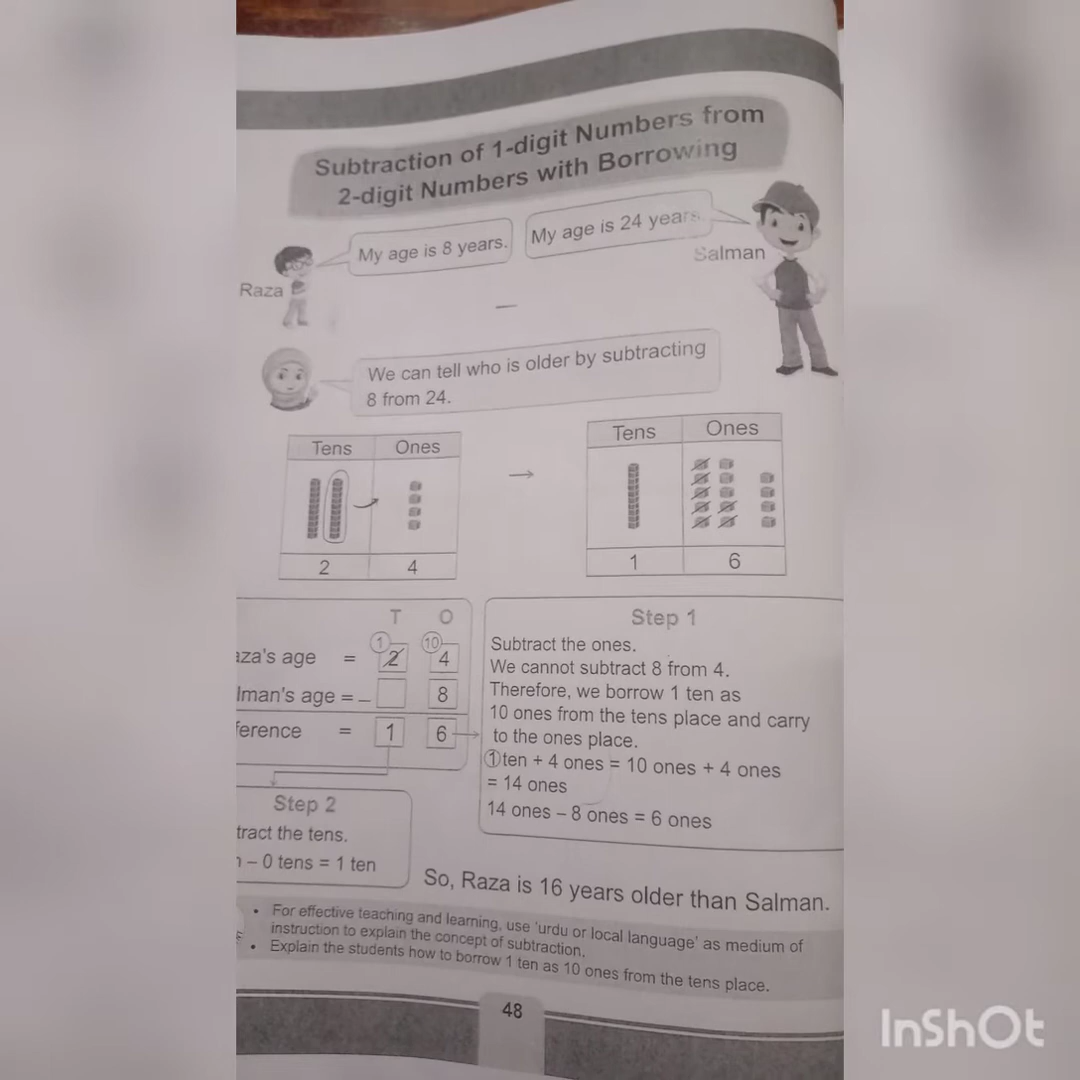 Subtraction of 1-digit Numbers from
2-digit Numbers with Borrowing
My age is 8 years.
My age is 24 years.
Raza
Salman
We can tell who is older by subtracting
8 from 24.
Tens Ones
2 4
→
Tens Ones
1 6
T O
1 10
aza's age = 2 4
lman's age = – 8
ference = 1 6
Step 1
Subtract the ones.
We cannot subtract 8 from 4.
Therefore, we borrow 1 ten as
10 ones from the tens place and carry
to the ones place.
①ten + 4 ones = 10 ones + 4 ones
= 14 ones
14 ones – 8 ones = 6 ones
Step 2
tract the tens.
n – 0 tens = 1 ten
So, Raza is 16 years older than Salman.
• For effective teaching and learning, use 'urdu or local language' as medium of
instruction to explain the concept of subtraction.
• Explain the students how to borrow 1 ten as 10 ones from the tens place.
48
InShOt